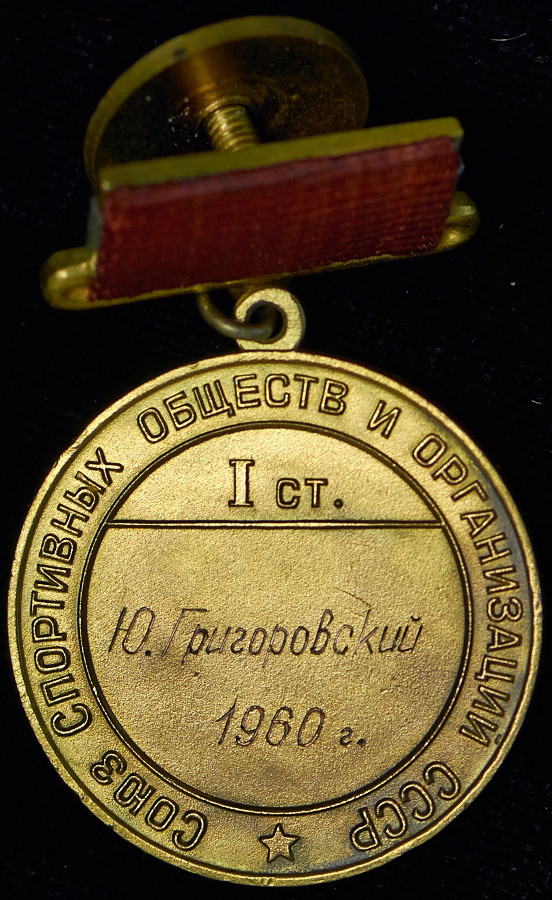 СОЮЗ СПОРТИВНЫХ ОБЩЕСТВ И ОРГАНИЗАЦИЙ СССР
I СТ.
Ю. Григоровский
1960 г.